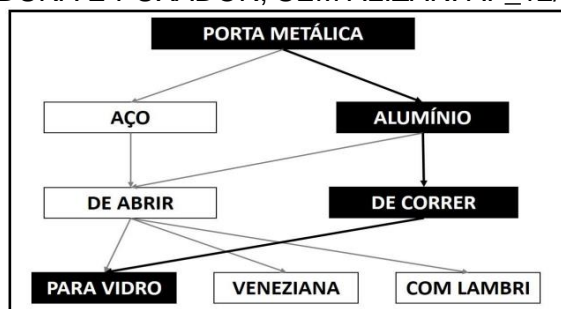 PORTA METÁLICA
AÇO ALUMÍNIO
DE ABRIR DE CORRER
PARA VIDRO VENEZIANA COM LAMBRI